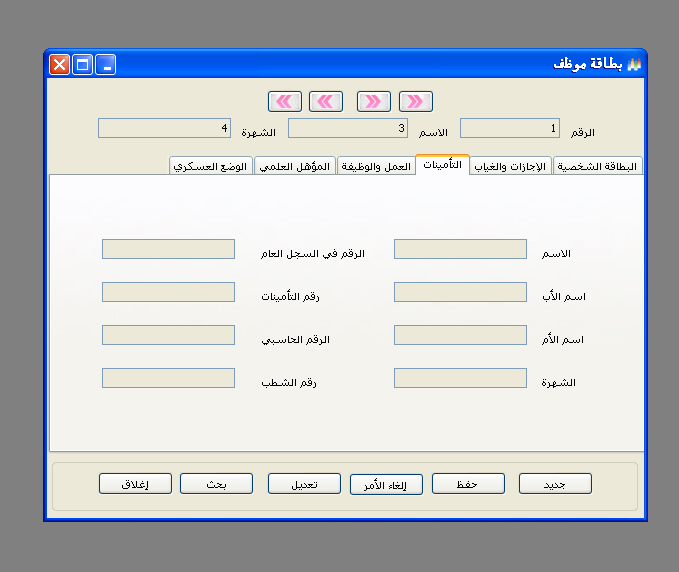 بطاقة موظف
الرقم 1 الاسم 3 الشهرة 4
البطاقة الشخصية الإجازات والغياب التأمينات العمل والوظيفة المؤهل العلمي الوضع العسكري
الاسم الرقم في السجل العام
اسم الأب رقم التأمينات
اسم الأم الرقم الحاسبي
الشهرة رقم الشطب
جديد حفظ إلغاء الأمر تعديل بحث إغلاق